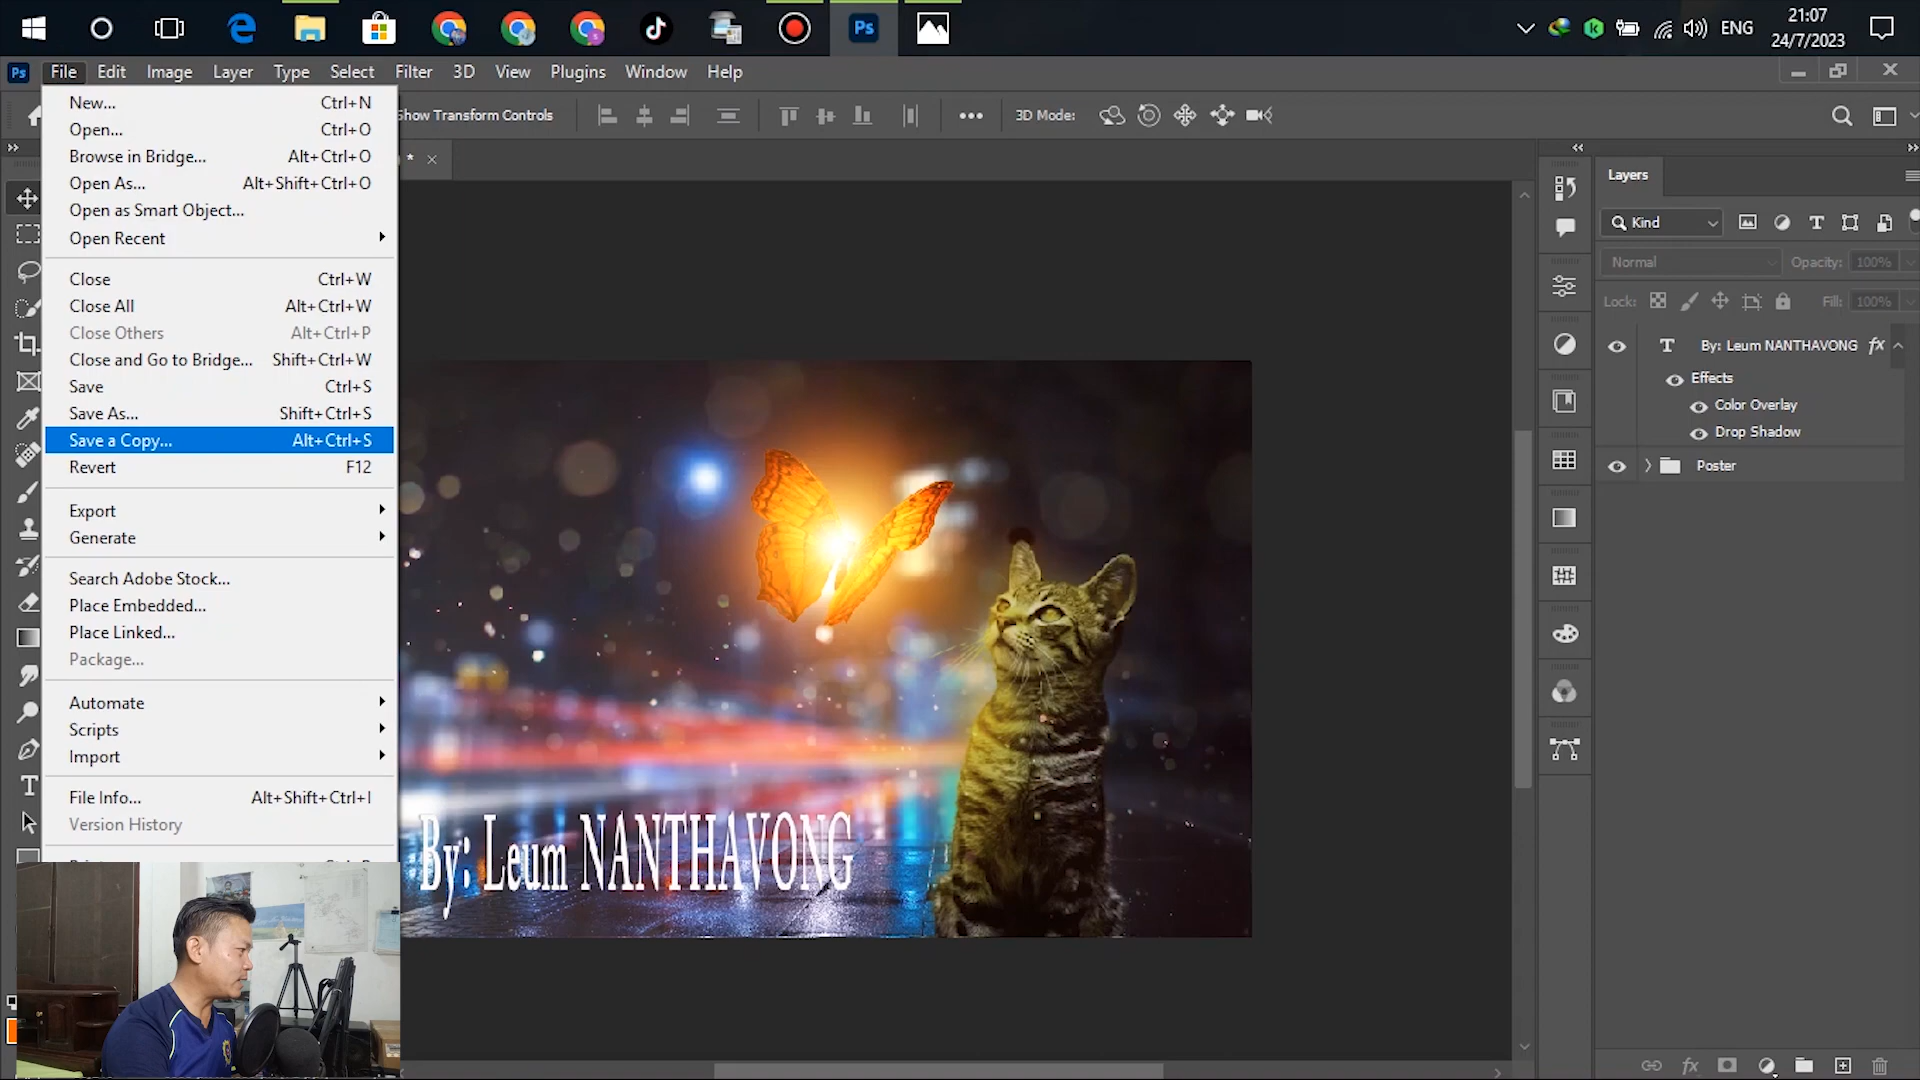 21:07
ENG
24/7/2023
Ps
Ps File Edit Image Layer Type Select Filter 3D View Plugins Window Help
Show Transform Controls ••• 3D Mode:
* ×
New... Ctrl+N
Open... Ctrl+O
Browse in Bridge... Alt+Ctrl+O
Open As... Alt+Shift+Ctrl+O
Open as Smart Object...
Open Recent
Close Ctrl+W
Close All Alt+Ctrl+W
Close Others Alt+Ctrl+P
Close and Go to Bridge... Shift+Ctrl+W
Save Ctrl+S
Save As... Shift+Ctrl+S
Save a Copy... Alt+Ctrl+S
Revert F12
Export
Generate
Search Adobe Stock...
Place Embedded...
Place Linked...
Package...
Automate
Scripts
Import
File Info... Alt+Shift+Ctrl+I
Version History
By: Leum NANTHAVONG
Layers
Kind
Normal Opacity: 100%
Lock: Fill: 100%
T By: Leum NANTHAVONG fx
Effects
Color Overlay
Drop Shadow
Poster
fx